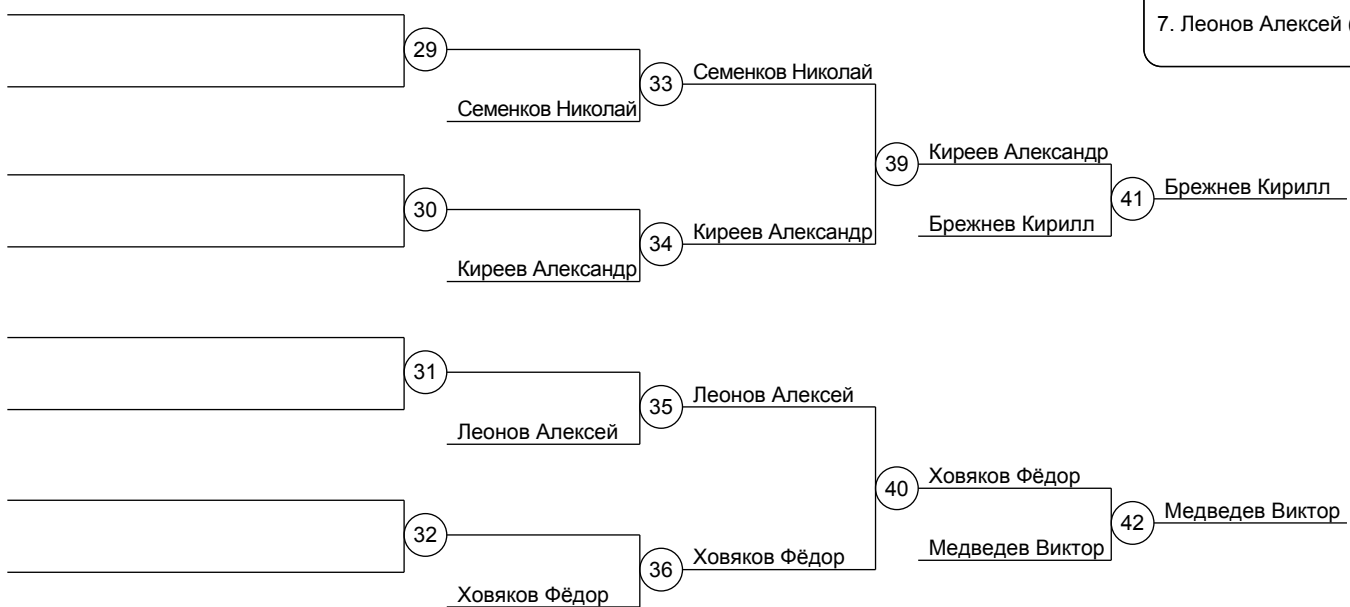 7. Леонов Алексей (
29
Семенков Николай
33
Семенков Николай
39
Киреев Александр
41
Брежнев Кирилл
Брежнев Кирилл
30
Киреев Александр
34
Киреев Александр
31
Леонов Алексей
35
Леонов Алексей
40
Ховяков Фёдор
42
Медведев Виктор
Медведев Виктор
32
Ховяков Фёдор
36
Ховяков Фёдор